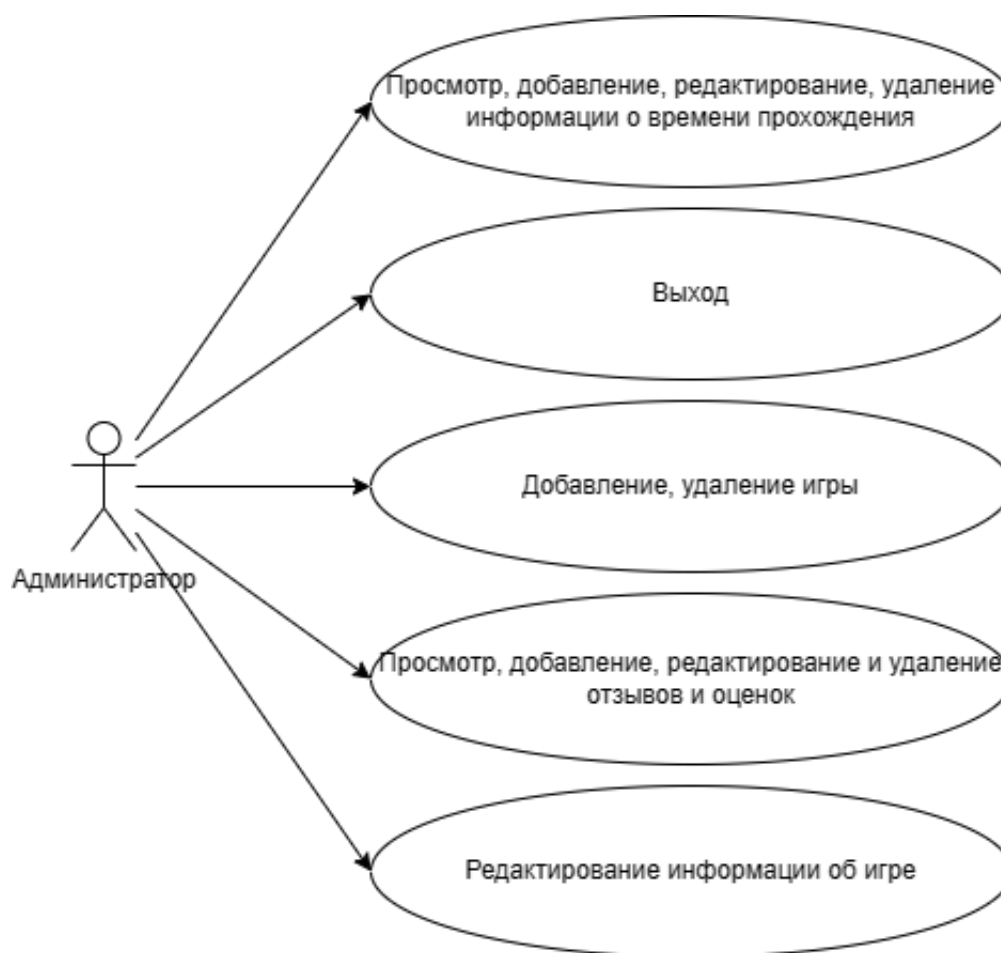 Просмотр, добавление, редактирование, удаление
информации о времени прохождения
Выход
Добавление, удаление игры
Администратор
Просмотр, добавление, редактирование и удаление
отзывов и оценок
Редактирование информации об игре